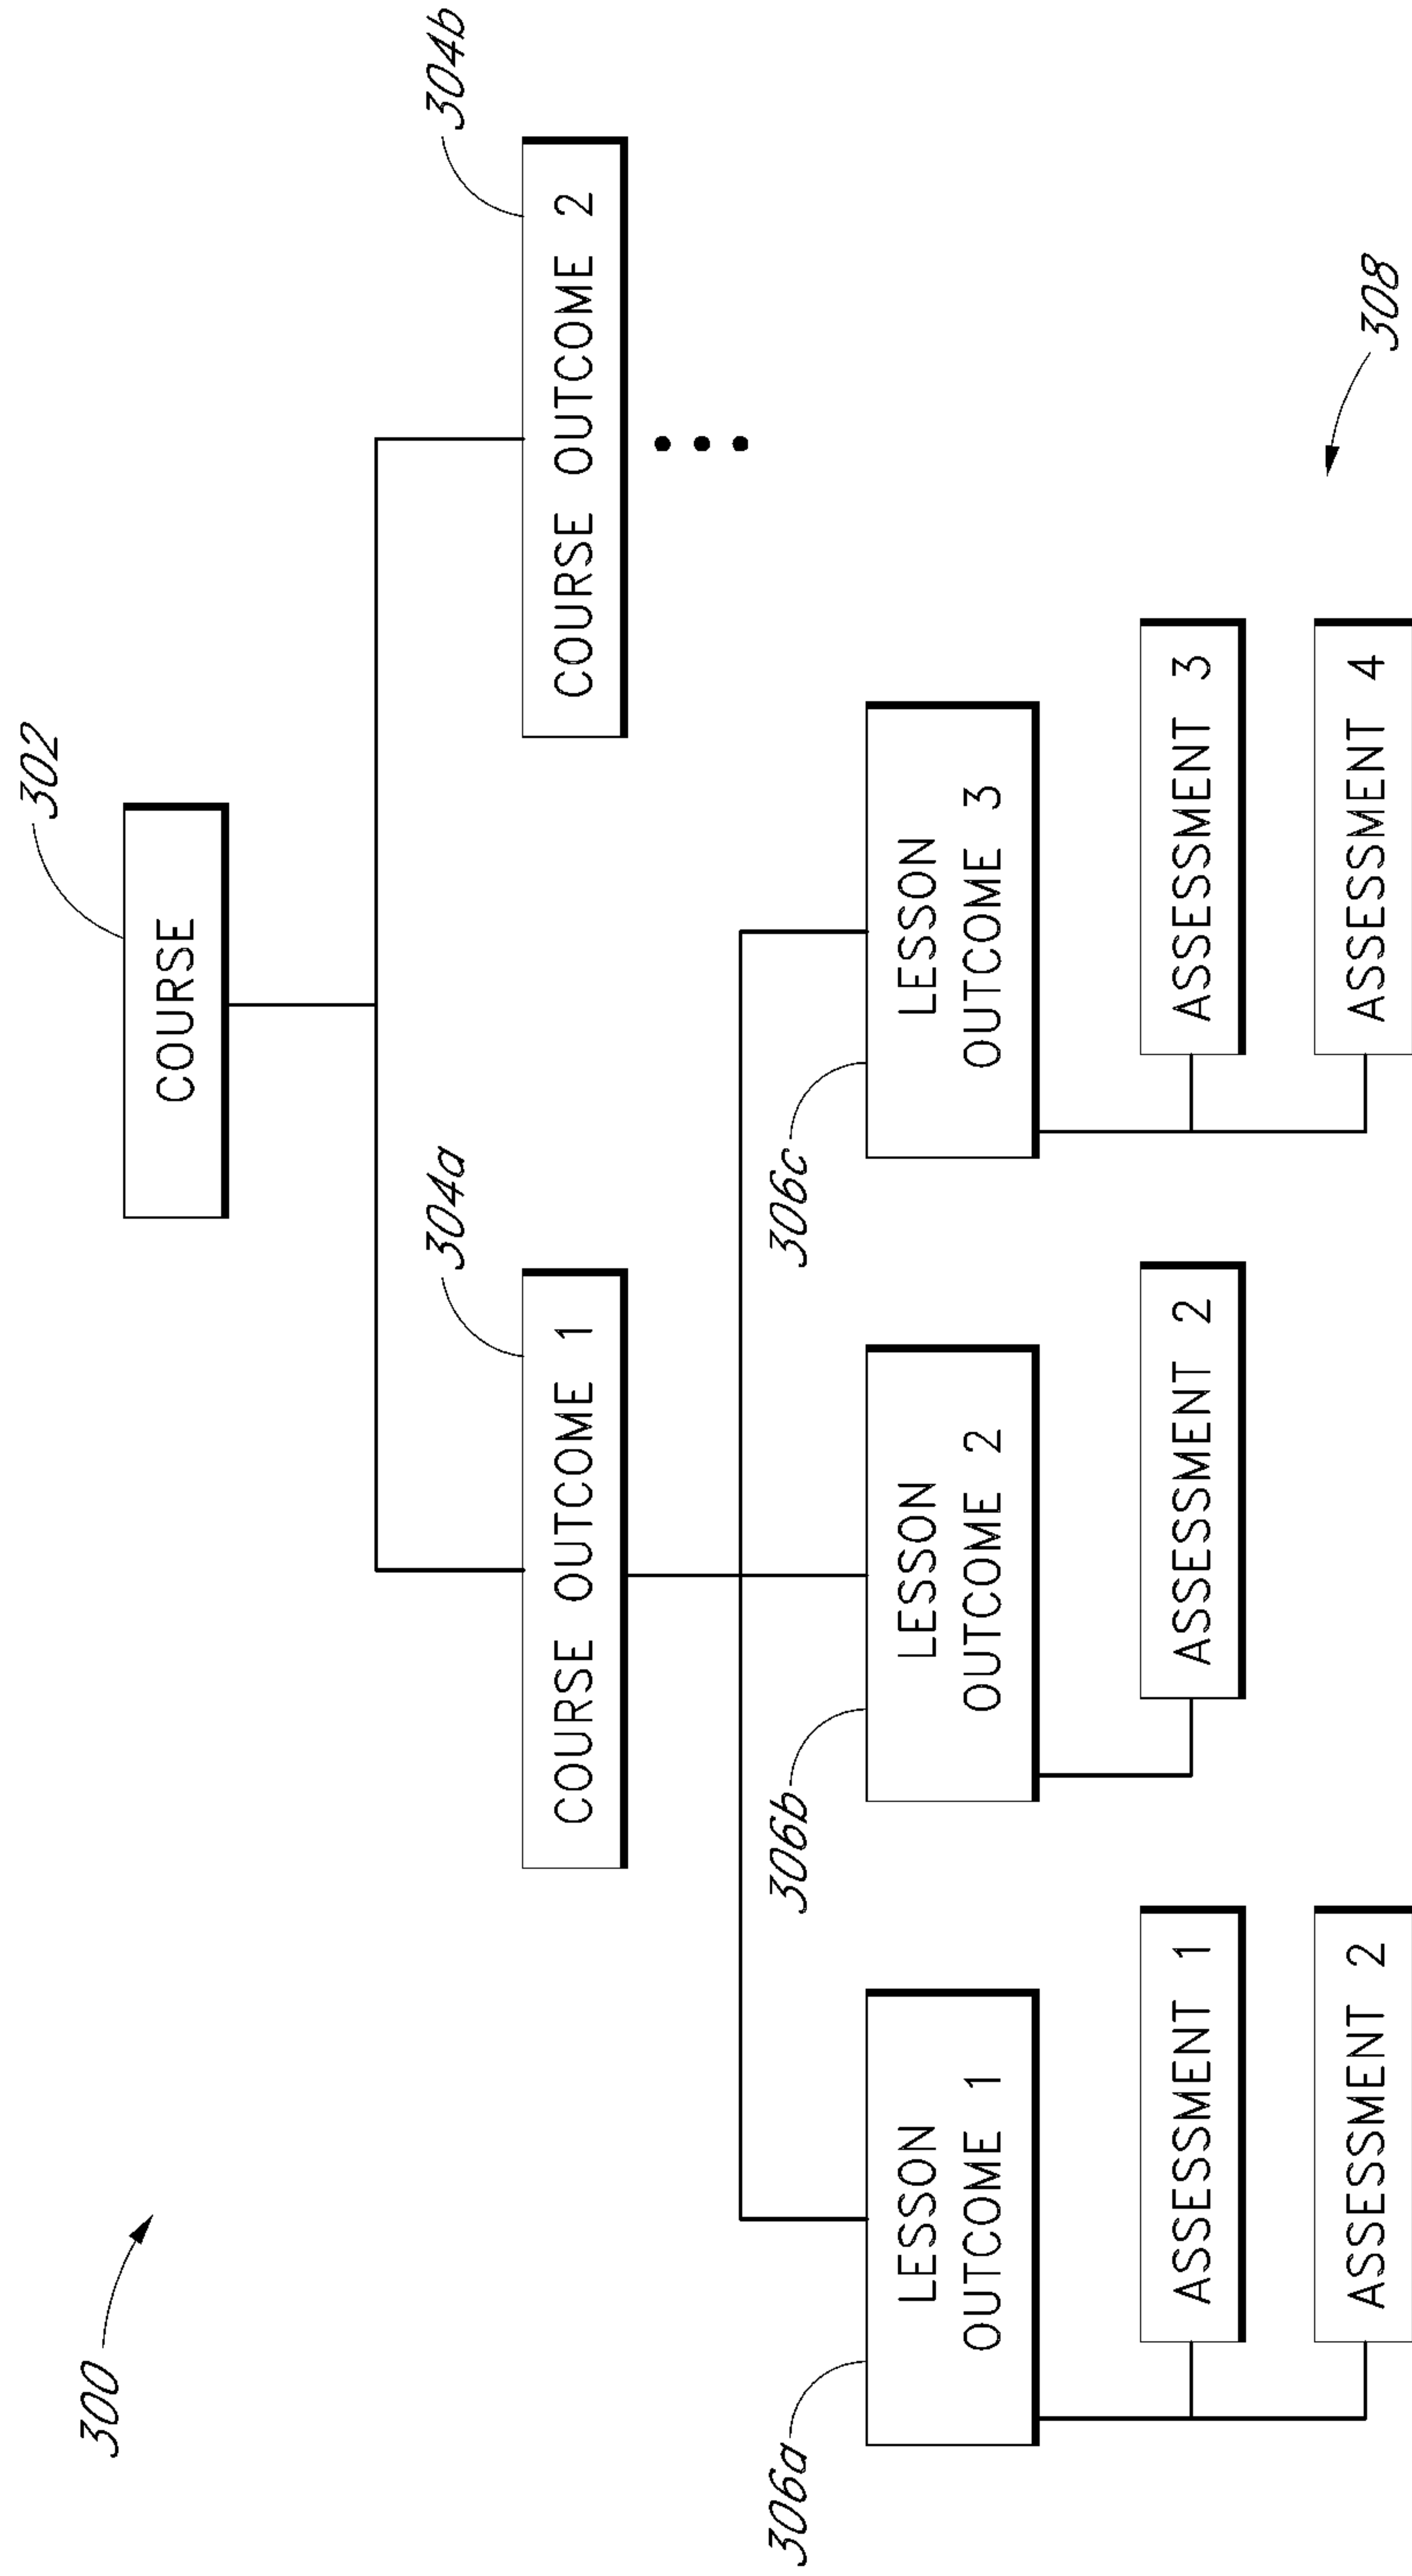 300
302
COURSE
304a
304b
COURSE OUTCOME 1
COURSE OUTCOME 2
306a
306b
306c
LESSON
OUTCOME 1
LESSON
OUTCOME 2
LESSON
OUTCOME 3
ASSESSMENT 1
ASSESSMENT 2
ASSESSMENT 3
ASSESSMENT 2
ASSESSMENT 4
308